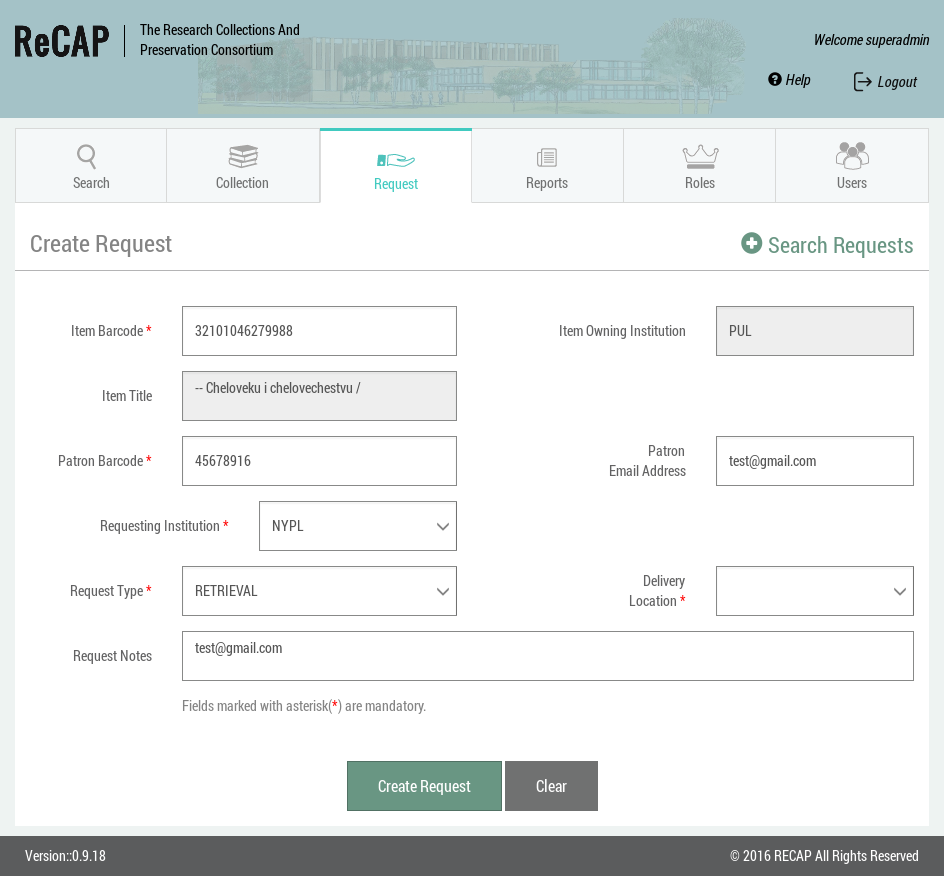 ReCAP
The Research Collections And
Preservation Consortium
Welcome superadmin
Help
Logout
Search
Collection
Request
Reports
Roles
Users
Create Request
Search Requests
Item Barcode *
32101046279988
Item Owning Institution
PUL
Item Title
-- Cheloveku i chelovechestvu /
Patron Barcode *
45678916
Patron
Email Address
test@gmail.com
Requesting Institution *
NYPL
Request Type *
RETRIEVAL
Delivery
Location *
Request Notes
test@gmail.com
Fields marked with asterisk(*) are mandatory.
Create Request
Clear
Version::0.9.18
© 2016 RECAP All Rights Reserved